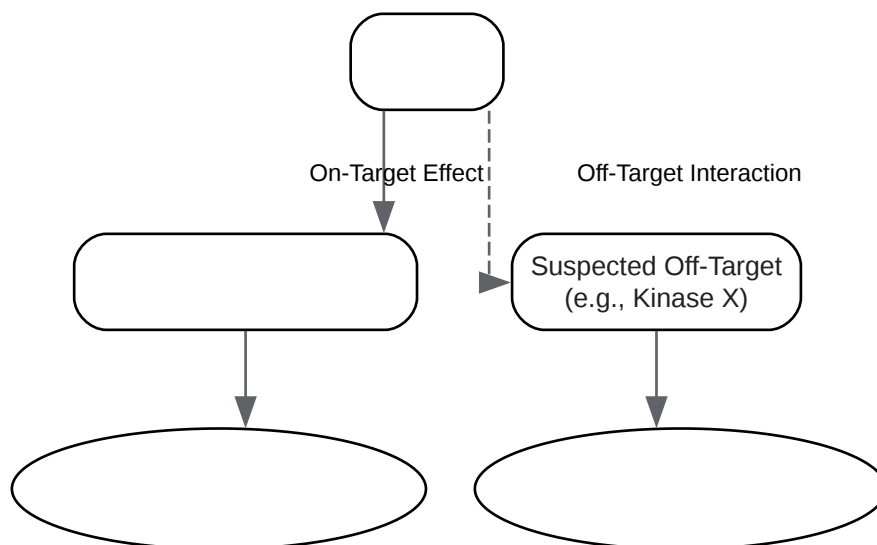 On-Target Effect
Off-Target Interaction
Suspected Off-Target
(e.g., Kinase X)